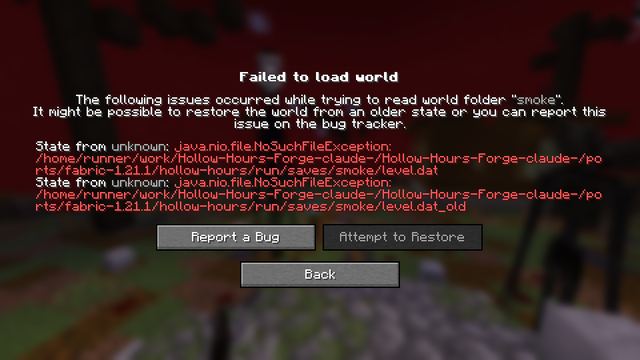 Failed to load world
The following issues occurred while trying to read world folder "smoke".
It might be possible to restore the world from an older state or you can report this
issue on the bug tracker.
State from unknown: java.nio.file.NoSuchFileException:
/home/runner/work/Hollow-Hours-Forge-claude-/Hollow-Hours-Forge-claude-/po
rts/fabric-1.21.1/hollow-hours/run/saves/smoke/level.dat
State from unknown: java.nio.file.NoSuchFileException:
/home/runner/work/Hollow-Hours-Forge-claude-/Hollow-Hours-Forge-claude-/po
rts/fabric-1.21.1/hollow-hours/run/saves/smoke/level.dat_old
Report a Bug
Attempt to Restore
Back